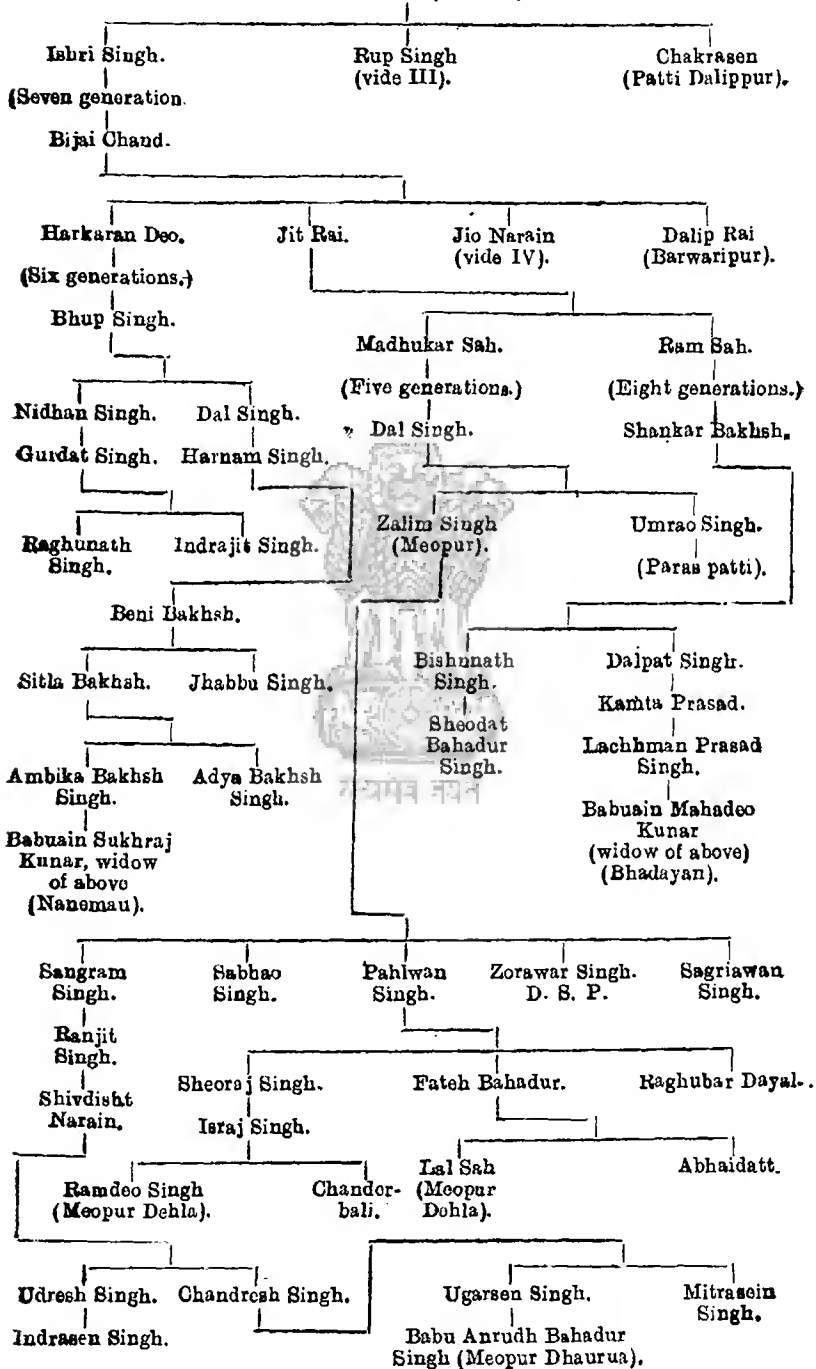 Ishri Singh. Rup Singh Chakrasen
(vide III). (Patti Dalippur).
(Seven generation.
Bijai Chand.
Harkaran Deo. Jit Rai. Jio Narain Dalip Rai
(vide IV). (Barwaripur).
(Six generations.)
Bhup Singh.
Madhukar Sah. Ram Sah.
(Five generations.) (Eight generations.)
Nidhan Singh. Dal Singh. Dal Singh. Shankar Bakhsh.
Gurdat Singh. Harnam Singh.
Zalim Singh Umrao Singh.
(Meopur).
Raghunath Indrajit Singh.
Singh. (Paras patti).
Beni Bakhsh.
Bishunath Dalpat Singh.
Singh.
Sitla Bakhsh. Jhabbu Singh. Kamta Prasad.
Sheodat
Bahadur Lachhman Prasad
Singh. Singh.
Ambika Bakhsh Adya Bakhsh
Singh. Singh.
सत्यमेव जयते
Babuain Mahadeo
Kunar
(widow of above)
(Bhadayan).
Babuain Sukhraj
Kunar, widow
of above
(Nanemau).
Sangram Sabhao Pahlwan Zorawar Singh. Sagriawan
Singh. Singh. Singh. D. S. P. Singh.
Ranjit
Singh.
Sheoraj Singh. Fateh Bahadur. Raghubar Dayal.
Shivdisht
Narain.
Israj Singh.
Lal Sah Abhaidatt.
(Meopur
Dehla).
Ramdeo Singh Chander-
(Meopur Dehla). bali.
Udresh Singh. Chandresh Singh. Ugarsen Singh. Mitrasein
Singh.
Indrasen Singh. Babu Anrudh Bahadur
Singh (Meopur Dhaurua).